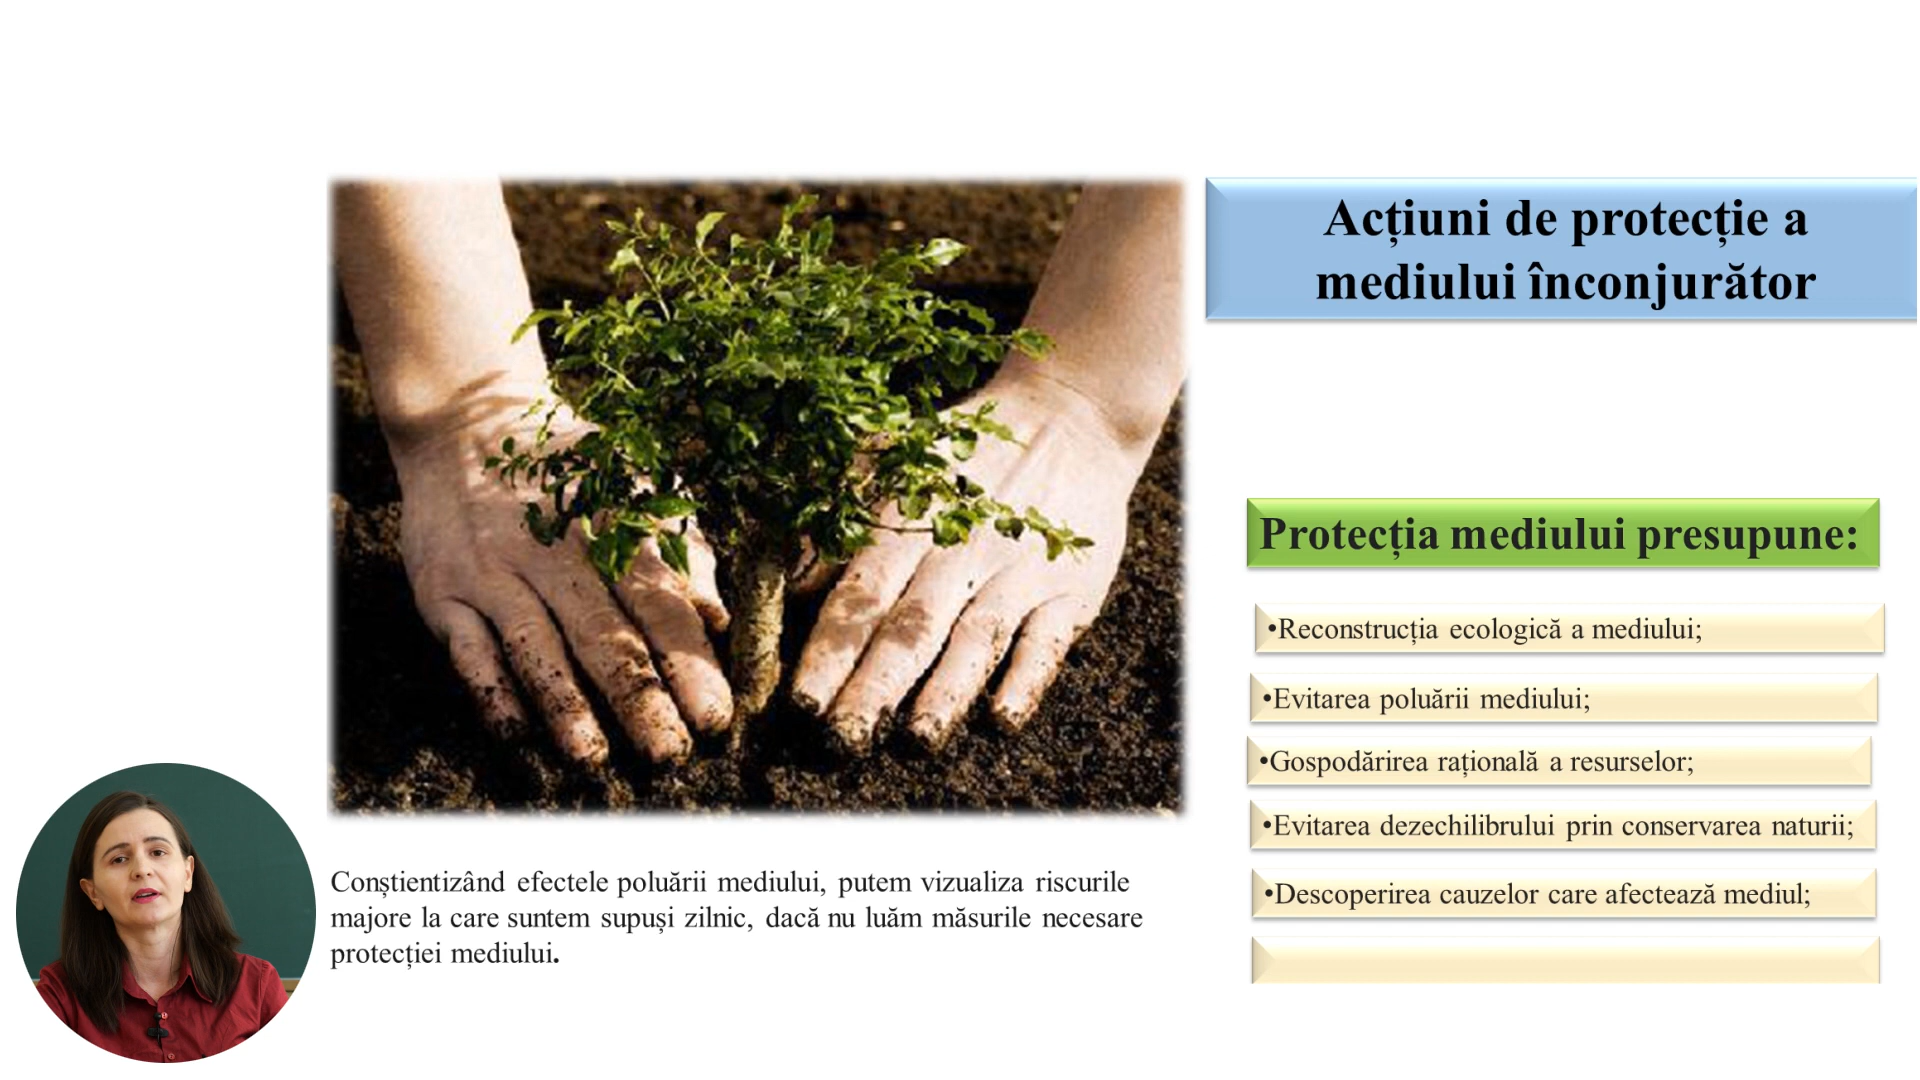 Acțiuni de protecție a
mediului înconjurător
Protecția mediului presupune:
•Reconstrucția ecologică a mediului;
•Evitarea poluării mediului;
•Gospodărirea rațională a resurselor;
•Evitarea dezechilibrului prin conservarea naturii;
•Descoperirea cauzelor care afectează mediul;
Conștientizând efectele poluării mediului, putem vizualiza riscurile
majore la care suntem supuși zilnic, dacă nu luăm măsurile necesare
protecției mediului.